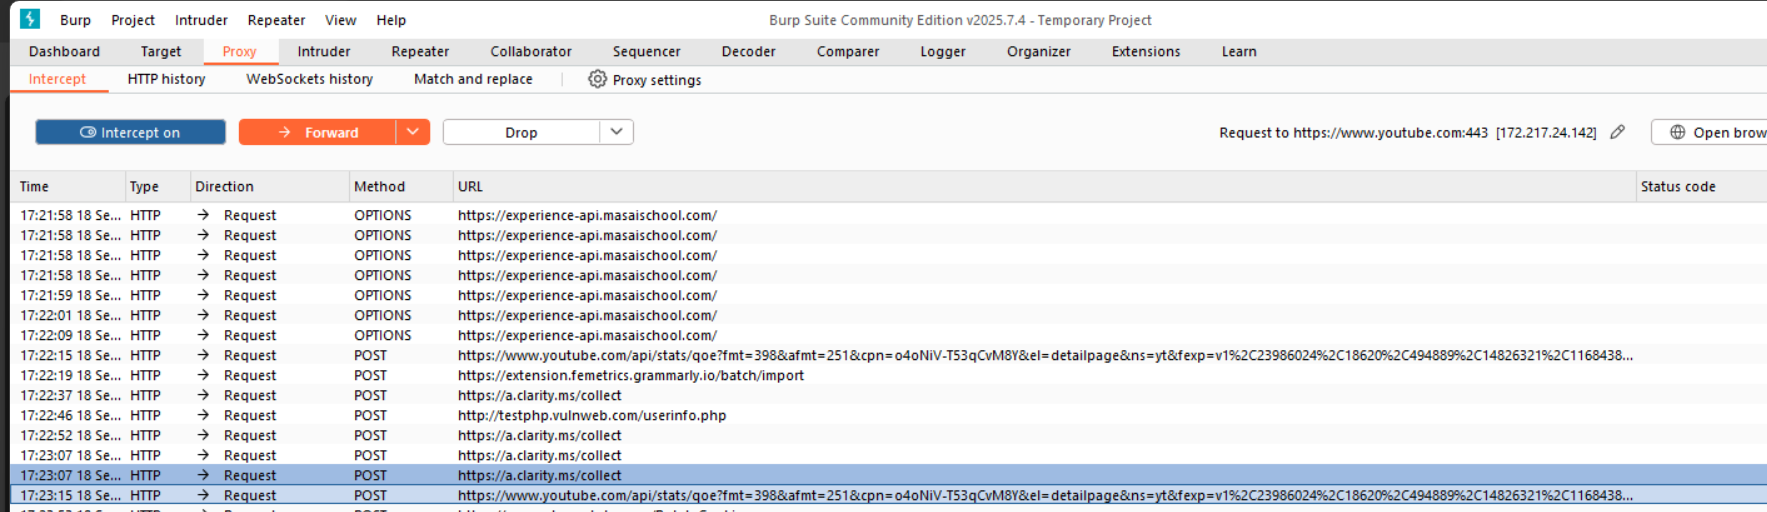 Burp Project Intruder Repeater View Help Burp Suite Community Edition v2025.7.4 - Temporary Project
Dashboard Target Proxy Intruder Repeater Collaborator Sequencer Decoder Comparer Logger Organizer Extensions Learn
Intercept HTTP history WebSockets history Match and replace Proxy settings
Intercept on Forward Drop Request to https://www.youtube.com:443 [172.217.24.142] Open brow
Time Type Direction Method URL Status code
17:21:58 18 Se... HTTP → Request OPTIONS https://experience-api.masaischool.com/
17:21:58 18 Se... HTTP → Request OPTIONS https://experience-api.masaischool.com/
17:21:58 18 Se... HTTP → Request OPTIONS https://experience-api.masaischool.com/
17:21:58 18 Se... HTTP → Request OPTIONS https://experience-api.masaischool.com/
17:21:59 18 Se... HTTP → Request OPTIONS https://experience-api.masaischool.com/
17:22:01 18 Se... HTTP → Request OPTIONS https://experience-api.masaischool.com/
17:22:09 18 Se... HTTP → Request OPTIONS https://experience-api.masaischool.com/
17:22:15 18 Se... HTTP → Request POST https://www.youtube.com/api/stats/qoe?fmt=398&afmt=251&cpn=o4oNiV-T53qCvM8Y&el=detailpage&ns=yt&fexp=v1%2C23986024%2C18620%2C494889%2C14826321%2C1168438...
17:22:19 18 Se... HTTP → Request POST https://extension.femetrics.grammarly.io/batch/import
17:22:37 18 Se... HTTP → Request POST https://a.clarity.ms/collect
17:22:46 18 Se... HTTP → Request POST http://testphp.vulnweb.com/userinfo.php
17:22:52 18 Se... HTTP → Request POST https://a.clarity.ms/collect
17:23:07 18 Se... HTTP → Request POST https://a.clarity.ms/collect
17:23:07 18 Se... HTTP → Request POST https://a.clarity.ms/collect
17:23:15 18 Se... HTTP → Request POST https://www.youtube.com/api/stats/qoe?fmt=398&afmt=251&cpn=o4oNiV-T53qCvM8Y&el=detailpage&ns=yt&fexp=v1%2C23986024%2C18620%2C494889%2C14826321%2C1168438...